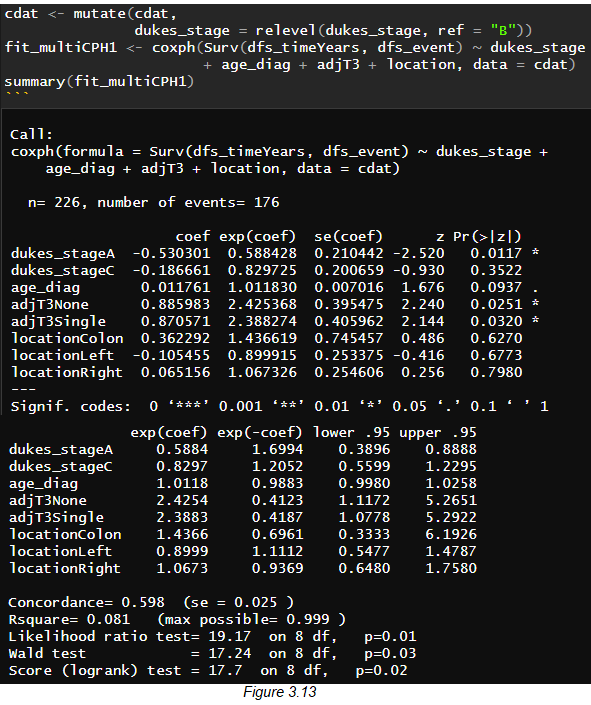 cdat <- mutate(cdat,
dukes_stage = relevel(dukes_stage, ref = "B"))
fit_multiCPH1 <- coxph(Surv(dfs_timeYears, dfs_event) ~ dukes_stage
+ age_diag + adjT3 + location, data = cdat)
summary(fit_multiCPH1)
```
Call:
coxph(formula = Surv(dfs_timeYears, dfs_event) ~ dukes_stage +
age_diag + adjT3 + location, data = cdat)
n= 226, number of events= 176
coef exp(coef) se(coef) z Pr(>|z|)
dukes_stageA -0.530301 0.588428 0.210442 -2.520 0.0117 *
dukes_stageC -0.186661 0.829725 0.200659 -0.930 0.3522
age_diag 0.011761 1.011830 0.007016 1.676 0.0937 .
adjT3None 0.885983 2.425368 0.395475 2.240 0.0251 *
adjT3Single 0.870571 2.388274 0.405962 2.144 0.0320 *
locationColon 0.362292 1.436619 0.745457 0.486 0.6270
locationLeft -0.105455 0.899915 0.253375 -0.416 0.6773
locationRight 0.065156 1.067326 0.254606 0.256 0.7980
---
Signif. codes: 0 ‘***’ 0.001 ‘**’ 0.01 ‘*’ 0.05 ‘.’ 0.1 ‘ ’ 1
exp(coef) exp(-coef) lower .95 upper .95
dukes_stageA 0.5884 1.6994 0.3896 0.8888
dukes_stageC 0.8297 1.2052 0.5599 1.2295
age_diag 1.0118 0.9883 0.9980 1.0258
adjT3None 2.4254 0.4123 1.1172 5.2651
adjT3Single 2.3883 0.4187 1.0778 5.2922
locationColon 1.4366 0.6961 0.3333 6.1926
locationLeft 0.8999 1.1112 0.5477 1.4787
locationRight 1.0673 0.9369 0.6480 1.7580
Concordance= 0.598 (se = 0.025 )
Rsquare= 0.081 (max possible= 0.999 )
Likelihood ratio test= 19.17 on 8 df, p=0.01
Wald test = 17.24 on 8 df, p=0.03
Score (logrank) test = 17.7 on 8 df, p=0.02
Figure 3.13